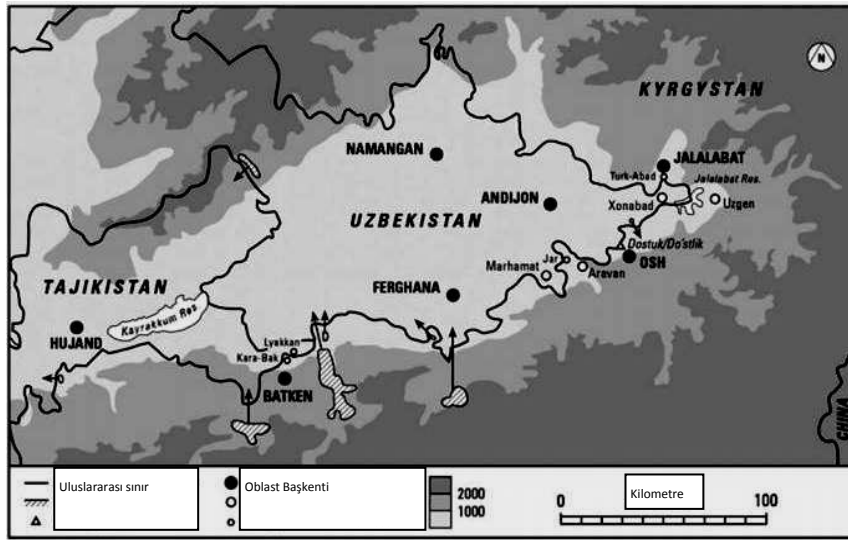 N
KYRGYSTAN
NAMANGAN
JALALABAT
Turk-Abad
Jalalabat Res.
ANDIJON
Xonabad
Uzgen
UZBEKISTAN
Dostuk/Do'stlik
Jar
OSH
Marhamat
Aravan
TAJIKISTAN
FERGHANA
Kayrakkum Res.
HUJAND
Lyakkan
Kara-Bak
BATKEN
CHINA
Uluslararası sınır
Oblast Başkenti
2000
1000
Kilometre
0 100